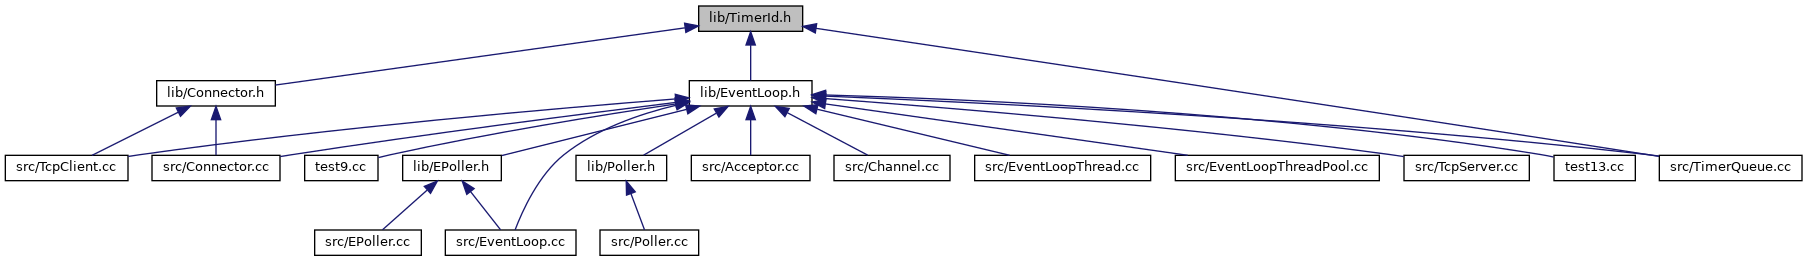 lib/TimerId.h
lib/Connector.h
lib/EventLoop.h
src/TcpClient.cc
src/Connector.cc
test9.cc
lib/EPoller.h
lib/Poller.h
src/Acceptor.cc
src/Channel.cc
src/EventLoopThread.cc
src/EventLoopThreadPool.cc
src/TcpServer.cc
test13.cc
src/TimerQueue.cc
src/EPoller.cc
src/EventLoop.cc
src/Poller.cc